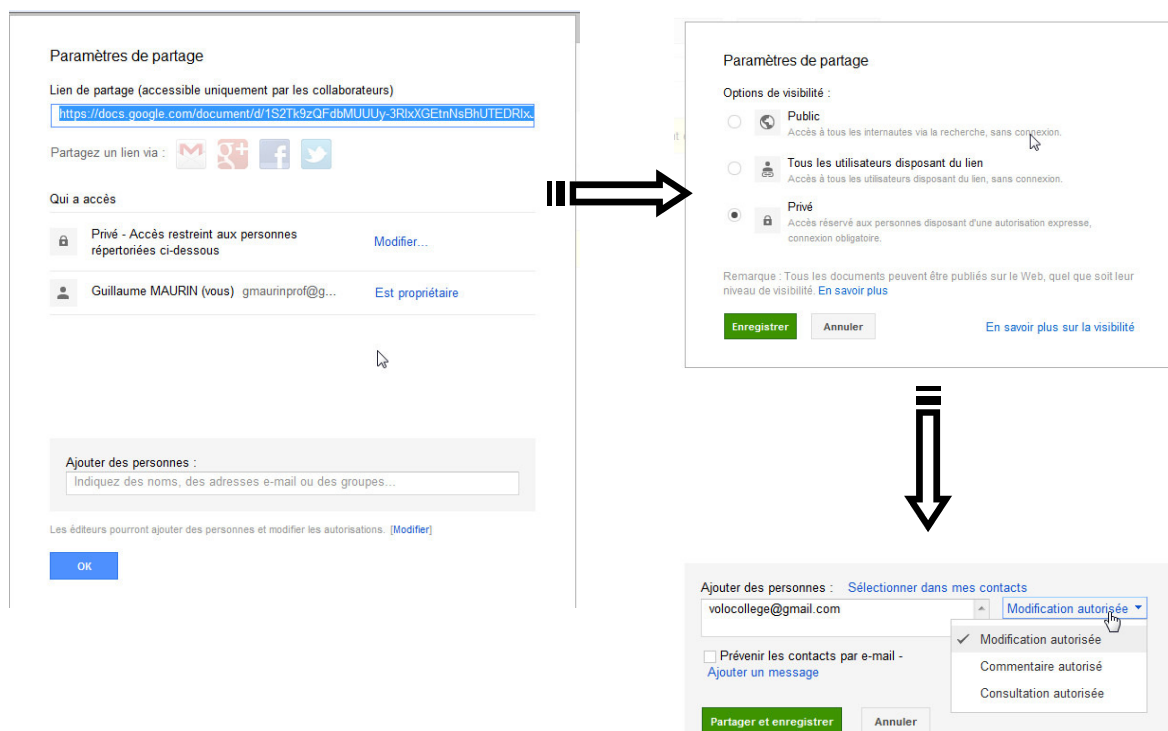 Paramètres de partage
Lien de partage (accessible uniquement par les collaborateurs)
https://docs.google.com/document/d/1S2Tk9zQFdbMUUUy-3RlxXGEtnNsBhUTEDRlx
Partagez un lien via :
Qui a accès
Privé - Accès restreint aux personnes
répertoriées ci-dessous
Modifier...
Guillaume MAURIN (vous) gmaurinprof@g... Est propriétaire
Ajouter des personnes :
Indiquez des noms, des adresses e-mail ou des groupes...
Les éditeurs pourront ajouter des personnes et modifier les autorisations. [Modifier]
OK
Paramètres de partage
Options de visibilité :
Public
Accès à tous les internautes via la recherche, sans connexion.
Tous les utilisateurs disposant du lien
Accès à tous les utilisateurs disposant du lien, sans connexion.
Privé
Accès réservé aux personnes disposant d'une autorisation expresse,
connexion obligatoire.
Remarque : Tous les documents peuvent être publiés sur le Web, quel que soit leur
niveau de visibilité. En savoir plus
Enregistrer Annuler En savoir plus sur la visibilité
Ajouter des personnes : Sélectionner dans mes contacts
volocollege@gmail.com Modification autorisée
Modification autorisée
Commentaire autorisé
Consultation autorisée
Prévenir les contacts par e-mail -
Ajouter un message
Partager et enregistrer Annuler